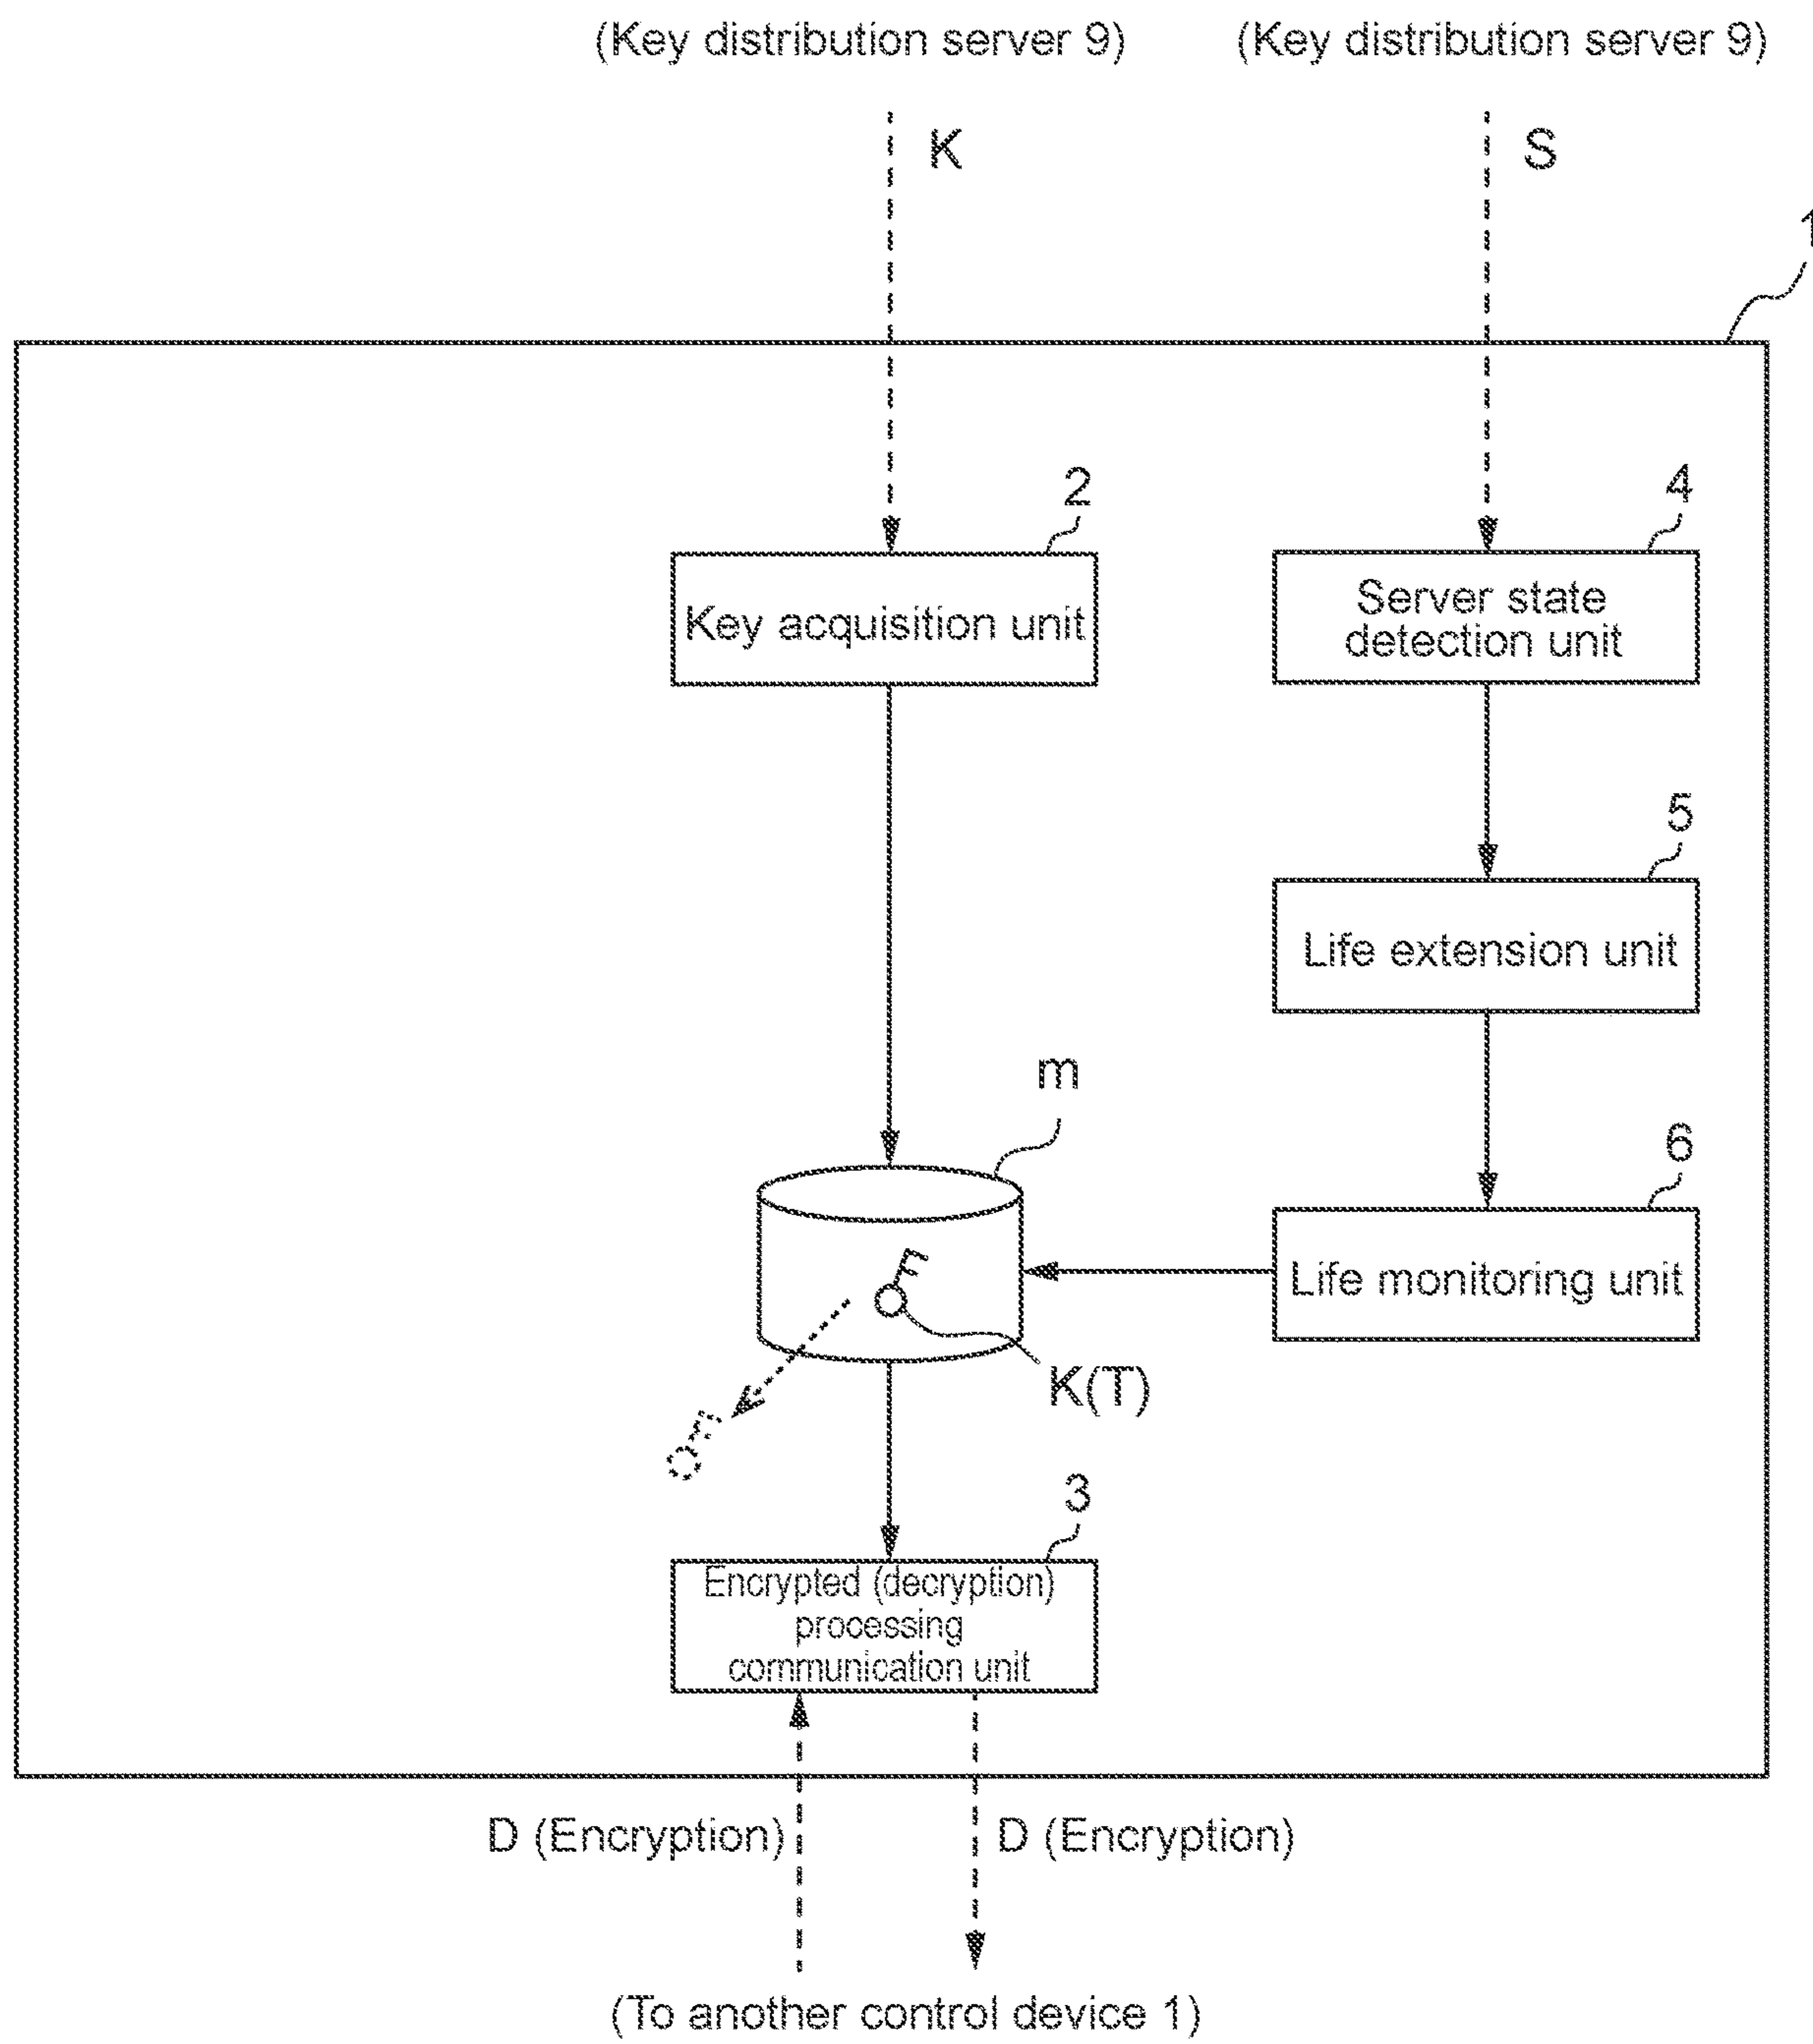 (Key distribution server 9)
(Key distribution server 9)
K
S
1
2
4
Key acquisition unit
Server state
detection unit
5
Life extension unit
m
6
Life monitoring unit
K(T)
3
Encrypted (decryption)
processing
communication unit
D (Encryption)
D (Encryption)
(To another control device 1)